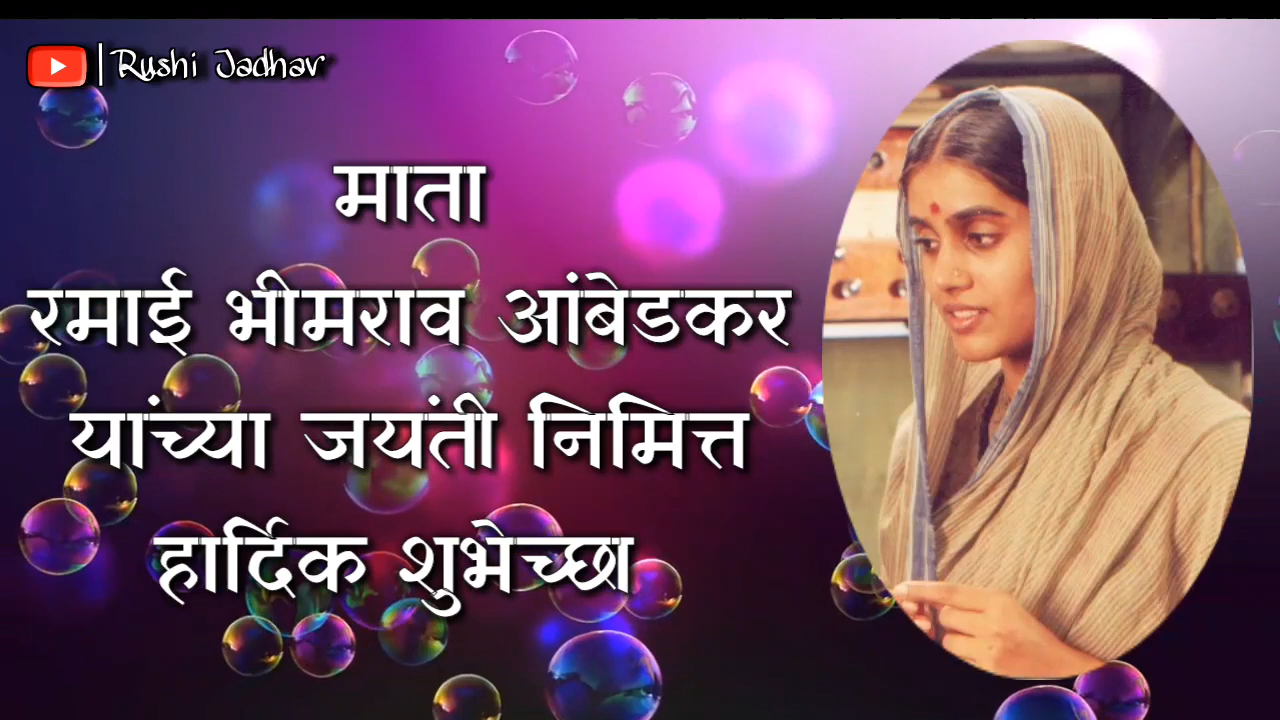 Rushi Jadhav
माता
रमाई भीमराव आंबेडकर
यांच्या जयंती निमित्त
हार्दिक शुभेच्छा